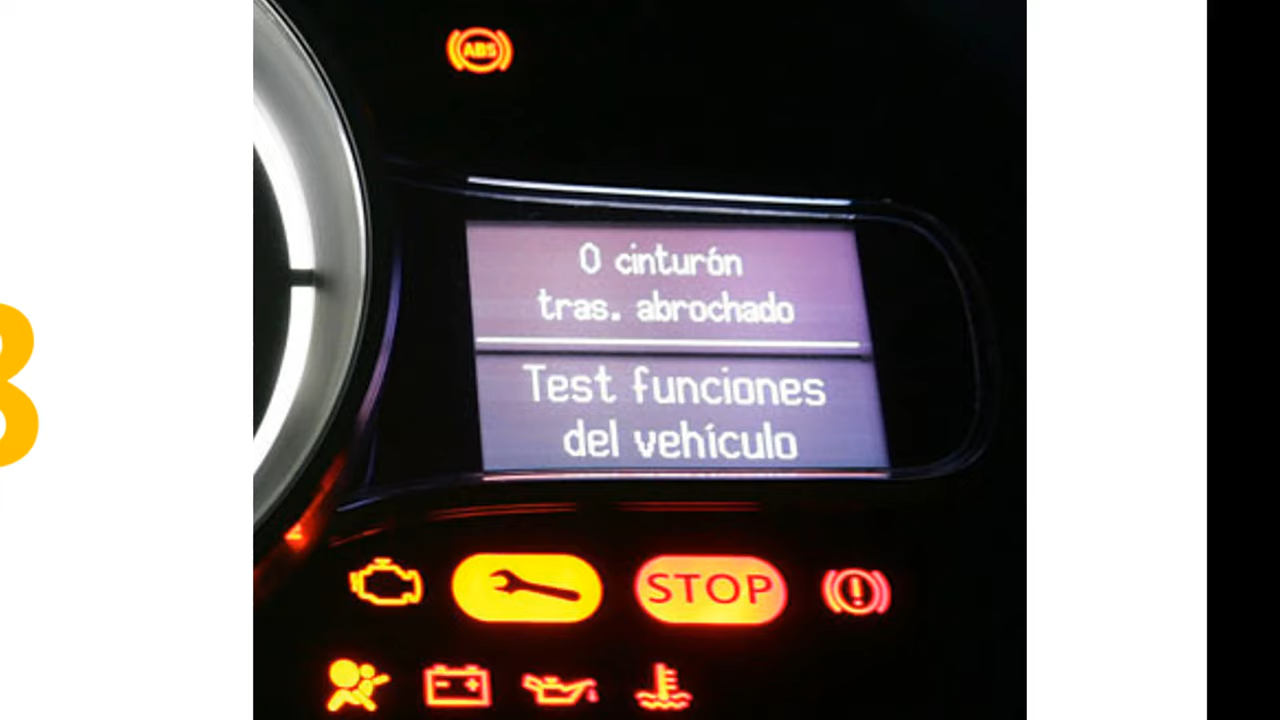 ABS
0 cinturón
tras. abrochado
Test funciones
del vehículo
STOP